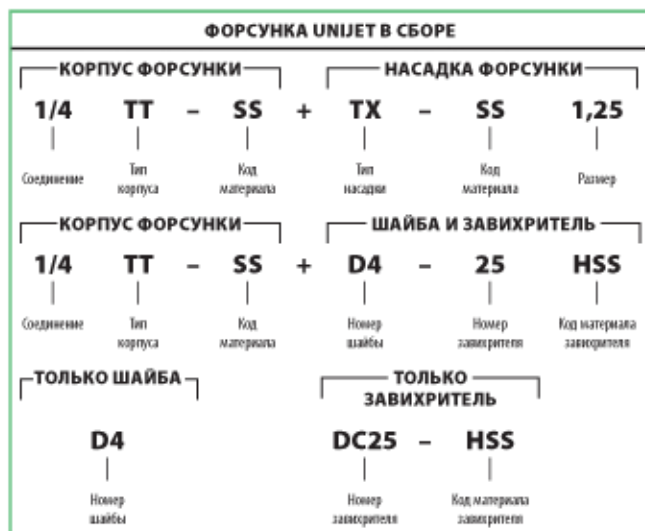 ФОРСУНКА UNIJET В СБОРЕ
КОРПУС ФОРСУНКИ НАСАДКА ФОРСУНКИ
1/4 TT – SS + TX – SS 1,25
Соединение Тип корпуса Код материала Тип насадки Код материала Размер
КОРПУС ФОРСУНКИ ШАЙБА И ЗАВИХРИТЕЛЬ
1/4 TT – SS + D4 – 25 HSS
Соединение Тип корпуса Код материала Номер шайбы Номер завихрителя Код материала завихрителя
ТОЛЬКО ШАЙБА ТОЛЬКО ЗАВИХРИТЕЛЬ
D4 DC25 – HSS
Номер шайбы Номер завихрителя Код материала завихрителя